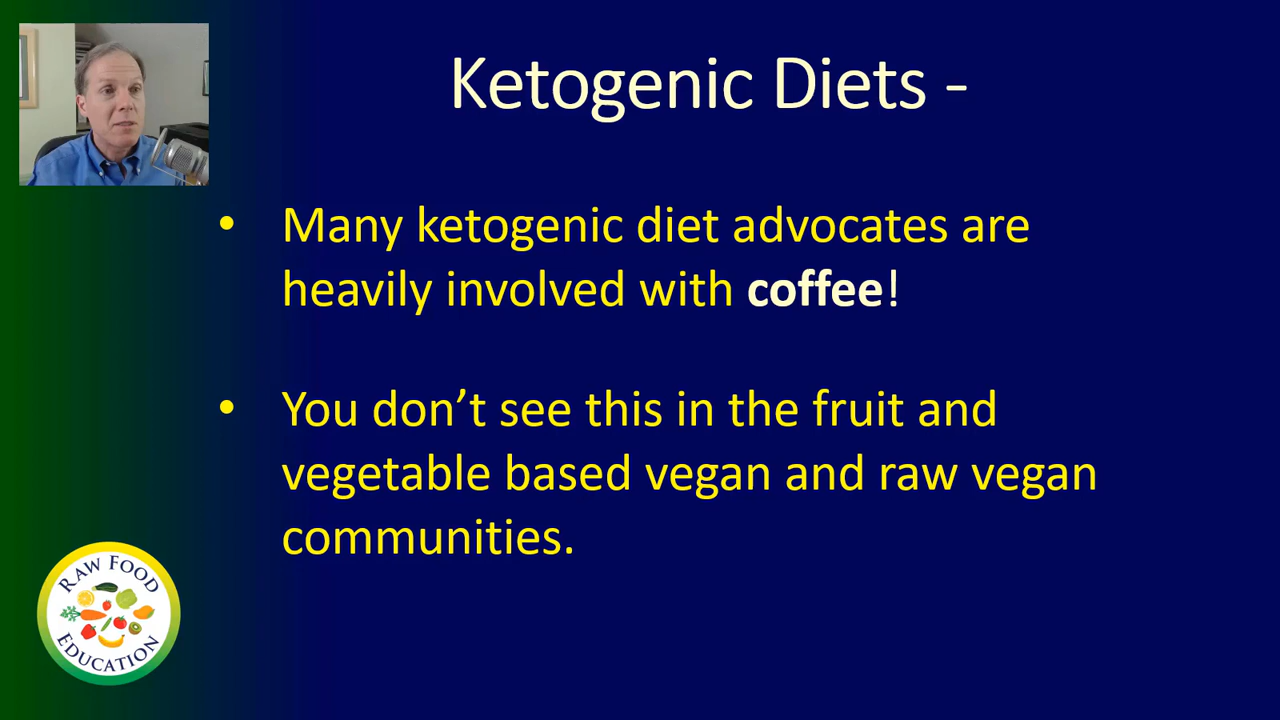 Ketogenic Diets -
• Many ketogenic diet advocates are
heavily involved with coffee!
• You don’t see this in the fruit and
vegetable based vegan and raw vegan
communities.
RAW FOOD
EDUCATION